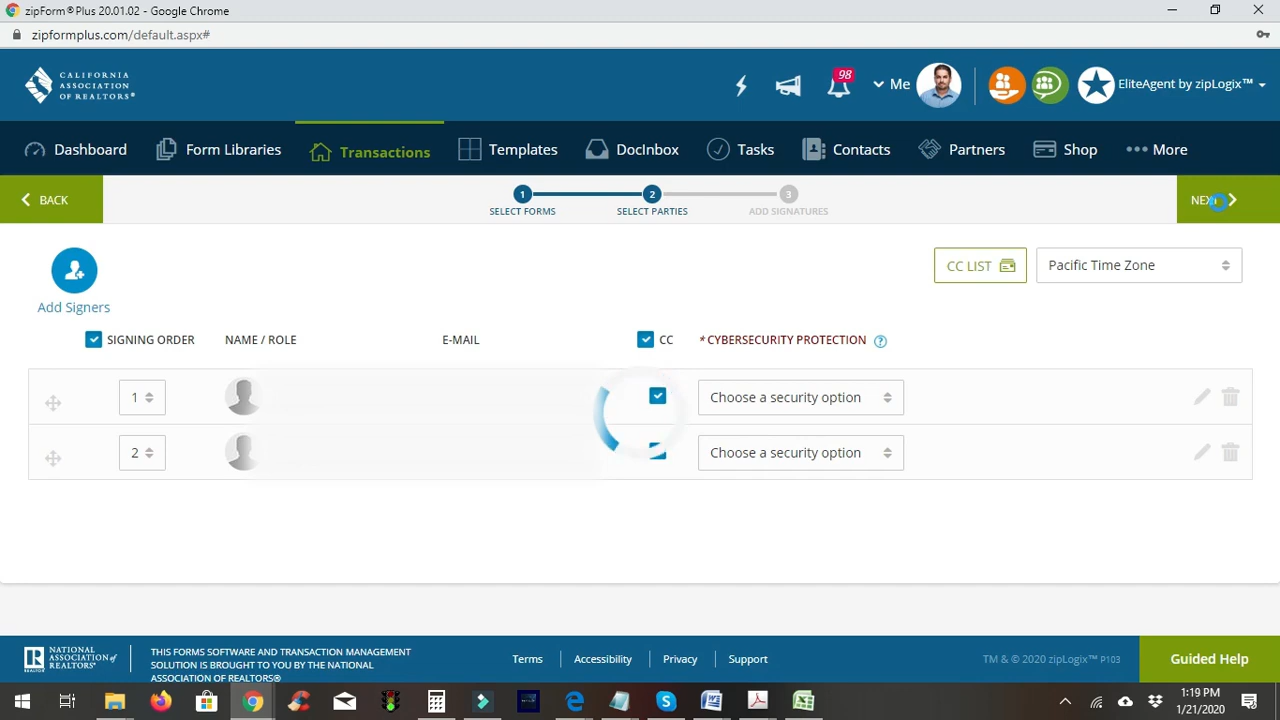 zipForm®Plus 20.01.02 - Google Chrome
zipformplus.com/default.aspx#
CALIFORNIA
ASSOCIATION
OF REALTORS®
98
Me
EliteAgent by zipLogix™
Dashboard
Form Libraries
Transactions
Templates
DocInbox
Tasks
Contacts
Partners
Shop
More
BACK
1
2
3
SELECT FORMS
SELECT PARTIES
ADD SIGNATURES
NEXT
Add Signers
CC LIST
Pacific Time Zone
SIGNING ORDER
NAME / ROLE
E-MAIL
CC
*CYBERSECURITY PROTECTION ?
1
Choose a security option
2
Choose a security option
NATIONAL
ASSOCIATION of
REALTORS®
THIS FORMS SOFTWARE AND TRANSACTION MANAGEMENT
SOLUTION IS BROUGHT TO YOU BY THE NATIONAL
ASSOCIATION OF REALTORS®
Terms
Accessibility
Privacy
Support
TM & © 2020 zipLogix™ P103
Guided Help
1:19 PM
1/21/2020